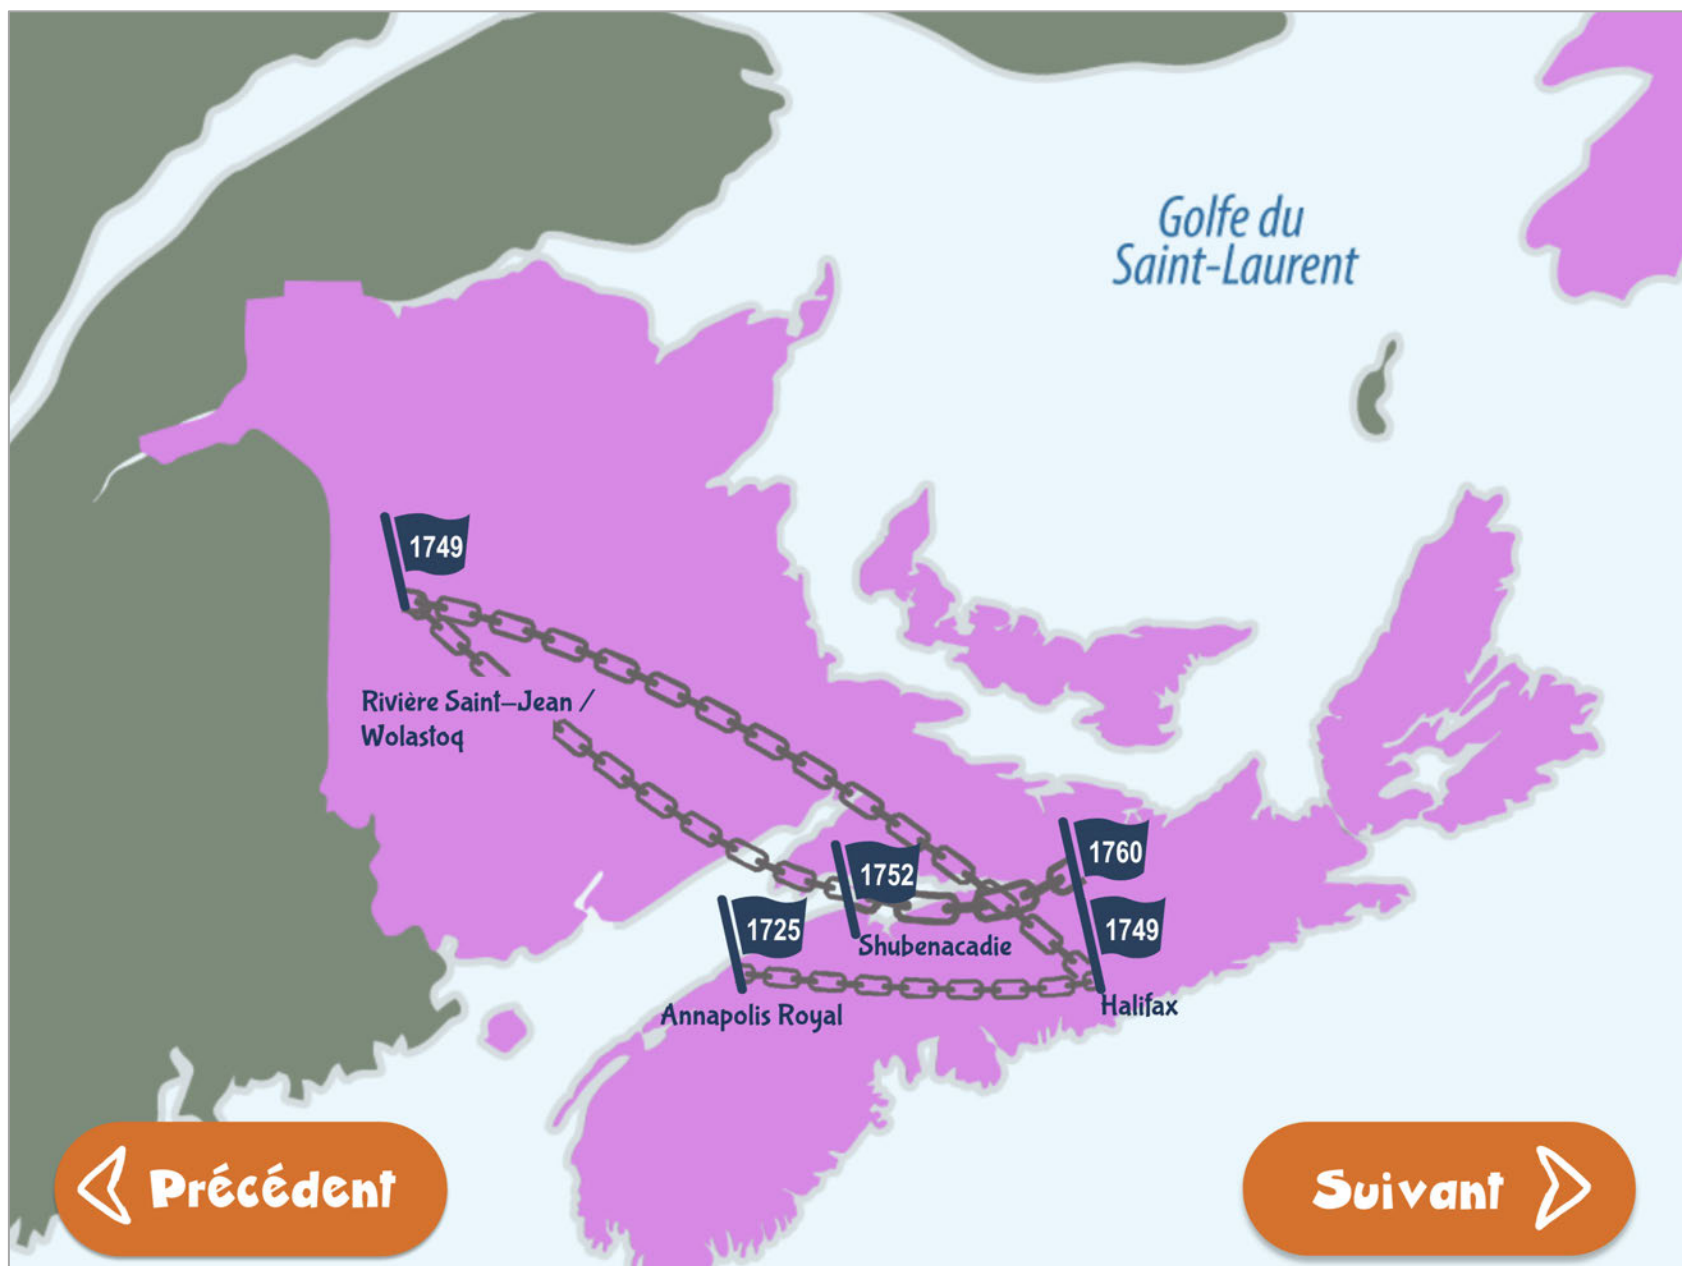 Golfe du
Saint-Laurent
1749
Rivière Saint-Jean /
Wolastoq
1760
1752
1725
1749
Shubenacadie
Annapolis Royal
Halifax
Précédent
Suivant